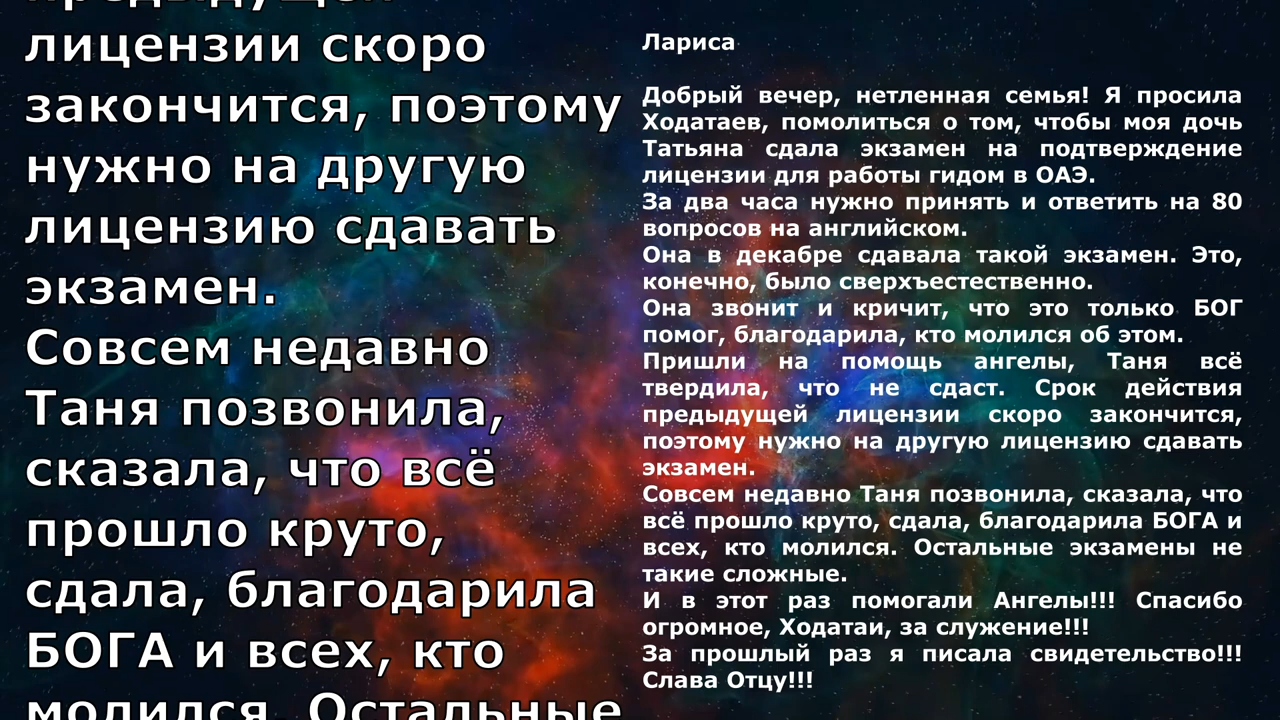 предыдущей
лицензии скоро
закончится, поэтому
нужно на другую
лицензию сдавать
экзамен.
Совсем недавно
Таня позвонила,
сказала, что всё
прошло круто,
сдала, благодарила
БОГА и всех, кто
молился. Остальные
Лариса
Добрый вечер, нетленная семья! Я просила
Ходатаев, помолиться о том, чтобы моя дочь
Татьяна сдала экзамен на подтверждение
лицензии для работы гидом в ОАЭ.
За два часа нужно принять и ответить на 80
вопросов на английском.
Она в декабре сдавала такой экзамен. Это,
конечно, было сверхъестественно.
Она звонит и кричит, что это только БОГ
помог, благодарила, кто молился об этом.
Пришли на помощь ангелы, Таня всё
твердила, что не сдаст. Срок действия
предыдущей лицензии скоро закончится,
поэтому нужно на другую лицензию сдавать
экзамен.
Совсем недавно Таня позвонила, сказала, что
всё прошло круто, сдала, благодарила БОГА и
всех, кто молился. Остальные экзамены не
такие сложные.
И в этот раз помогали Ангелы!!! Спасибо
огромное, Ходатаи, за служение!!!
За прошлый раз я писала свидетельство!!!
Слава Отцу!!!